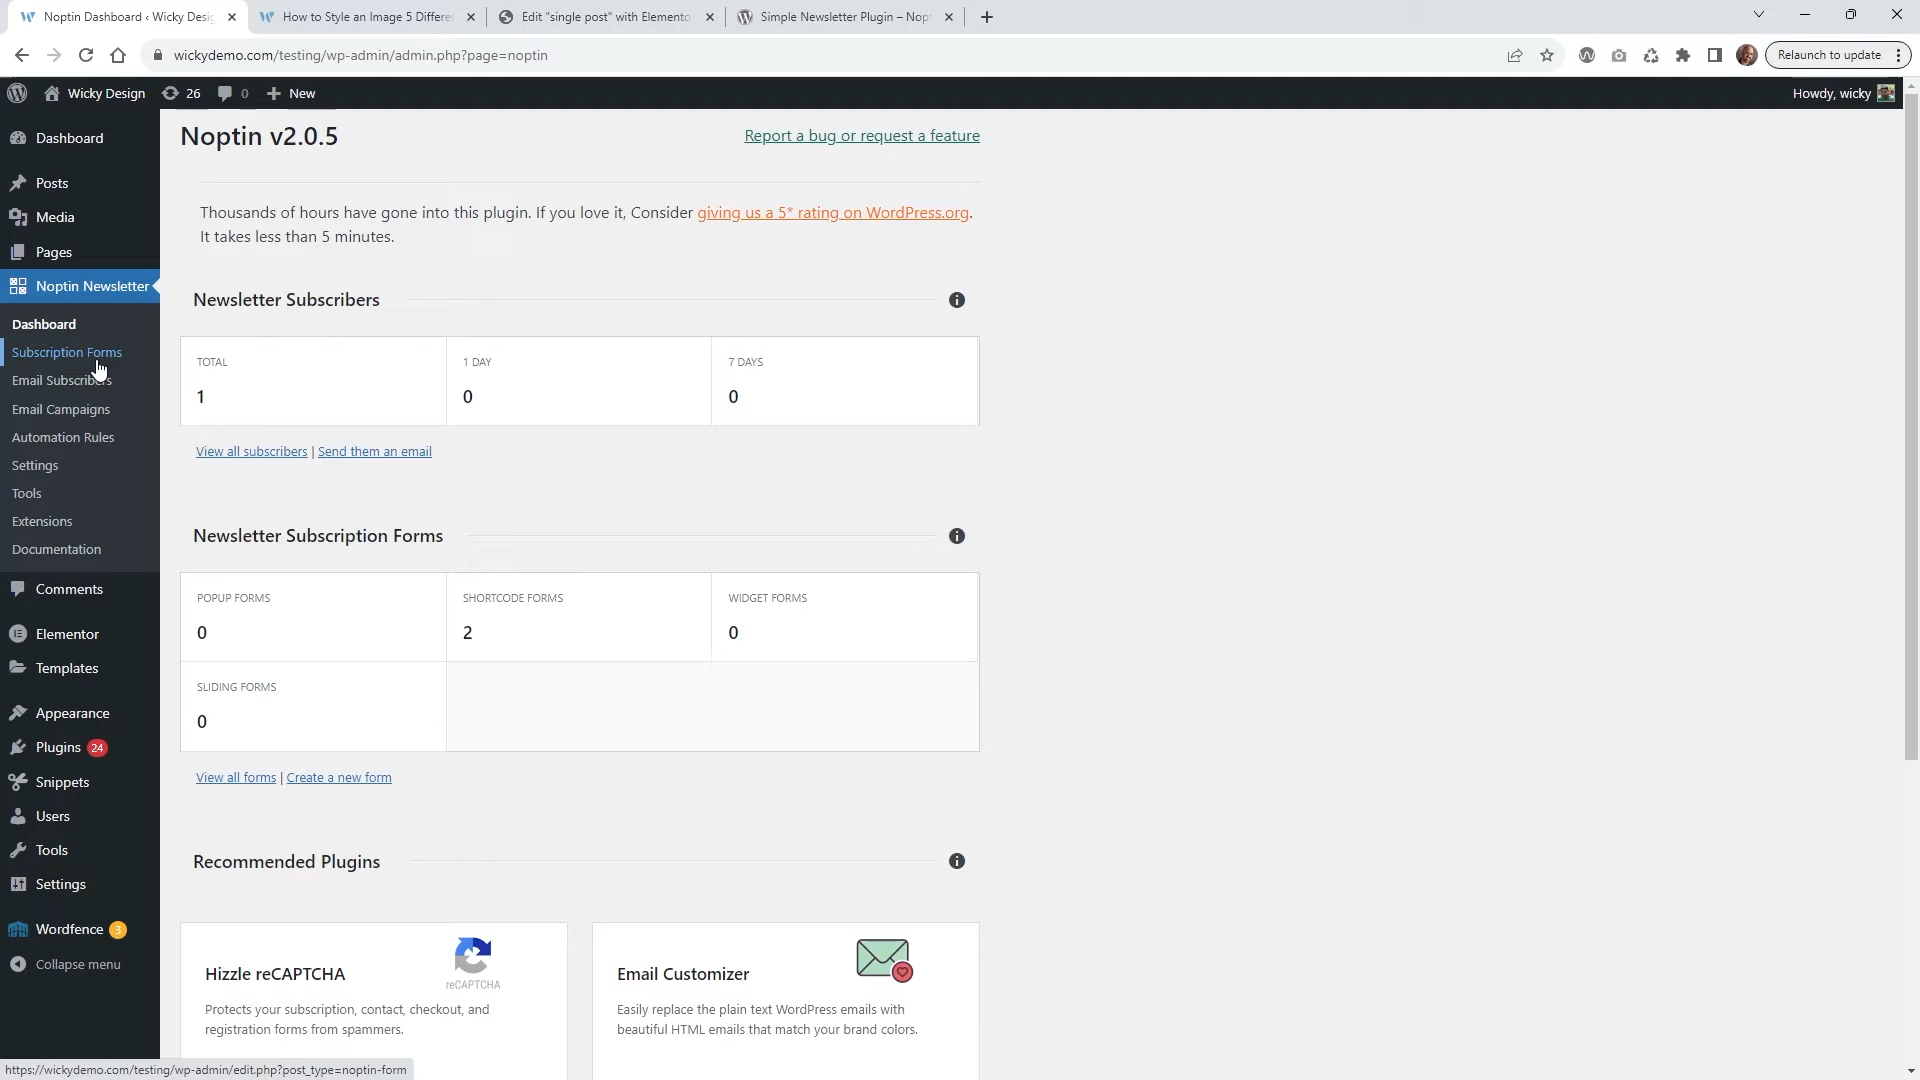 Noptin Dashboard ‹ Wicky Desig
How to Style an Image 5 Differe
Edit "single post" with Elemento
Simple Newsletter Plugin – Nop
wickydemo.com/testing/wp-admin/admin.php?page=noptin
Relaunch to update
Wicky Design
26
0
New
Howdy, wicky
Dashboard
Posts
Media
Pages
Noptin Newsletter
Dashboard
Subscription Forms
Email Subscribers
Email Campaigns
Automation Rules
Settings
Tools
Extensions
Documentation
Comments
Elementor
Templates
Appearance
Plugins 24
Snippets
Users
Tools
Settings
Wordfence 3
Collapse menu
Noptin v2.0.5
Report a bug or request a feature
Thousands of hours have gone into this plugin. If you love it, Consider giving us a 5* rating on WordPress.org.
It takes less than 5 minutes.
Newsletter Subscribers
TOTAL
1
1 DAY
0
7 DAYS
0
View all subscribers | Send them an email
Newsletter Subscription Forms
POPUP FORMS
0
SHORTCODE FORMS
2
WIDGET FORMS
0
SLIDING FORMS
0
View all forms | Create a new form
Recommended Plugins
Hizzle reCAPTCHA
reCAPTCHA
Protects your subscription, contact, checkout, and
registration forms from spammers.
Email Customizer
Easily replace the plain text WordPress emails with
beautiful HTML emails that match your brand colors.
https://wickydemo.com/testing/wp-admin/edit.php?post_type=noptin-form